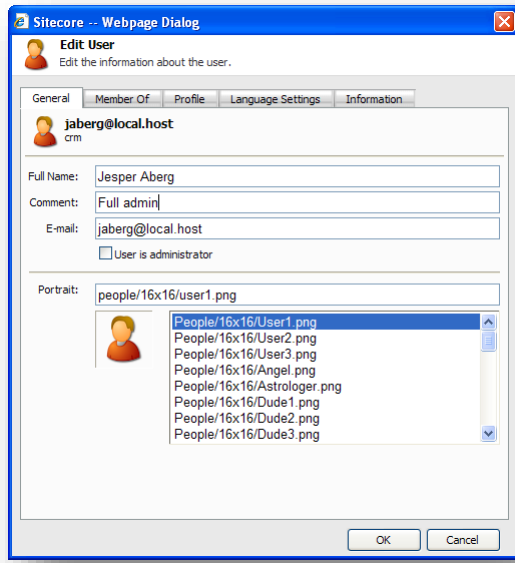 Sitecore -- Webpage Dialog
Edit User
Edit the information about the user.
General Member Of Profile Language Settings Information
jaberg@local.host
crm
Full Name: Jesper Aberg
Comment: Full admin
E-mail: jaberg@local.host
User is administrator
Portrait: people/16x16/user1.png
People/16x16/User1.png
People/16x16/User2.png
People/16x16/User3.png
People/16x16/Angel.png
People/16x16/Astrologer.png
People/16x16/Dude1.png
People/16x16/Dude2.png
People/16x16/Dude3.png
OK Cancel